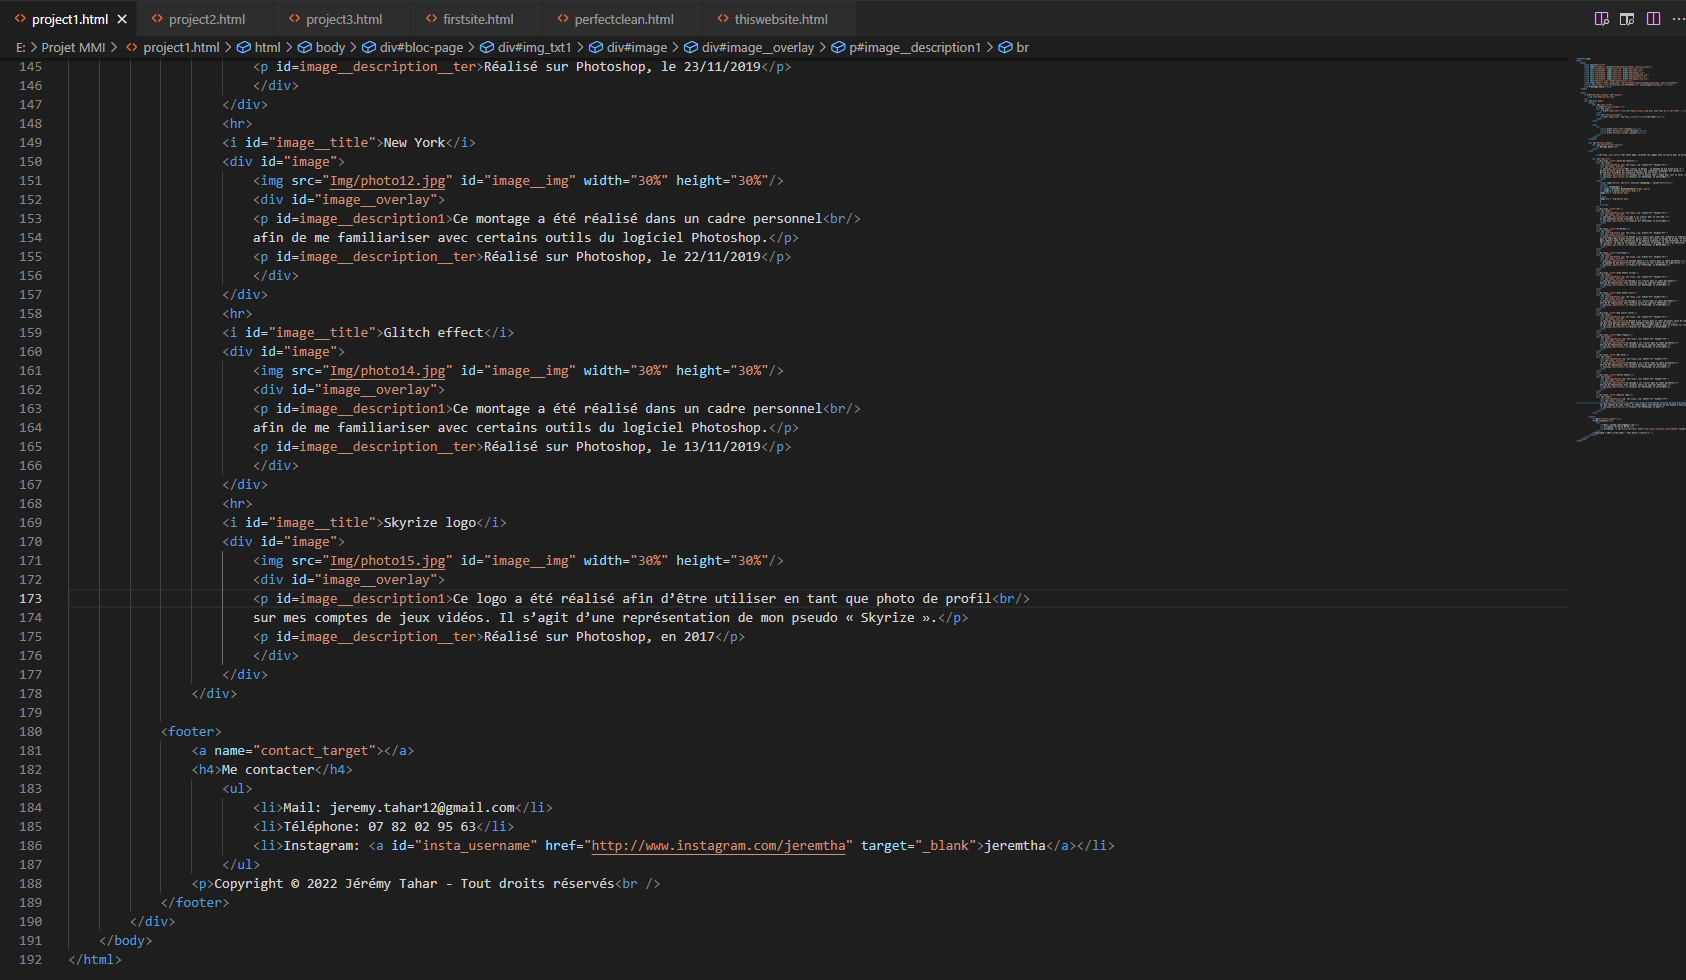 project1.html project2.html project3.html firstsite.html perfectclean.html thiswebsite.html
E: > Projet MMI > project1.html > html > body > div#bloc-page > div#img_txt1 > div#image > div#image__overlay > p#image__description1 > br
145 <p id=image__description__ter>Réalisé sur Photoshop, le 23/11/2019</p>
146 </div>
147 </div>
148 <hr>
149 <i id="image__title">New York</i>
150 <div id="image">
151 <img src="Img/photo12.jpg" id="image__img" width="30%" height="30%"/>
152 <div id="image__overlay">
153 <p id=image__description1>Ce montage a été réalisé dans un cadre personnel<br/>
154 afin de me familiariser avec certains outils du logiciel Photoshop.</p>
155 <p id=image__description__ter>Réalisé sur Photoshop, le 22/11/2019</p>
156 </div>
157 </div>
158 <hr>
159 <i id="image__title">Glitch effect</i>
160 <div id="image">
161 <img src="Img/photo14.jpg" id="image__img" width="30%" height="30%"/>
162 <div id="image__overlay">
163 <p id=image__description1>Ce montage a été réalisé dans un cadre personnel<br/>
164 afin de me familiariser avec certains outils du logiciel Photoshop.</p>
165 <p id=image__description__ter>Réalisé sur Photoshop, le 13/11/2019</p>
166 </div>
167 </div>
168 <hr>
169 <i id="image__title">Skyrize logo</i>
170 <div id="image">
171 <img src="Img/photo15.jpg" id="image__img" width="30%" height="30%"/>
172 <div id="image__overlay">
173 <p id=image__description1>Ce logo a été réalisé afin d’être utiliser en tant que photo de profil<br/>
174 sur mes comptes de jeux vidéos. Il s’agit d’une représentation de mon pseudo « Skyrize ».</p>
175 <p id=image__description__ter>Réalisé sur Photoshop, en 2017</p>
176 </div>
177 </div>
178 </div>
179
180 <footer>
181 <a name="contact_target"></a>
182 <h4>Me contacter</h4>
183 <ul>
184 <li>Mail: jeremy.tahar12@gmail.com</li>
185 <li>Téléphone: 07 82 02 95 63</li>
186 <li>Instagram: <a id="insta_username" href="http://www.instagram.com/jeremtha" target="_blank">jeremtha</a></li>
187 </ul>
188 <p>Copyright © 2022 Jérémy Tahar - Tout droits réservés<br />
189 </footer>
190 </div>
191 </body>
192 </html>